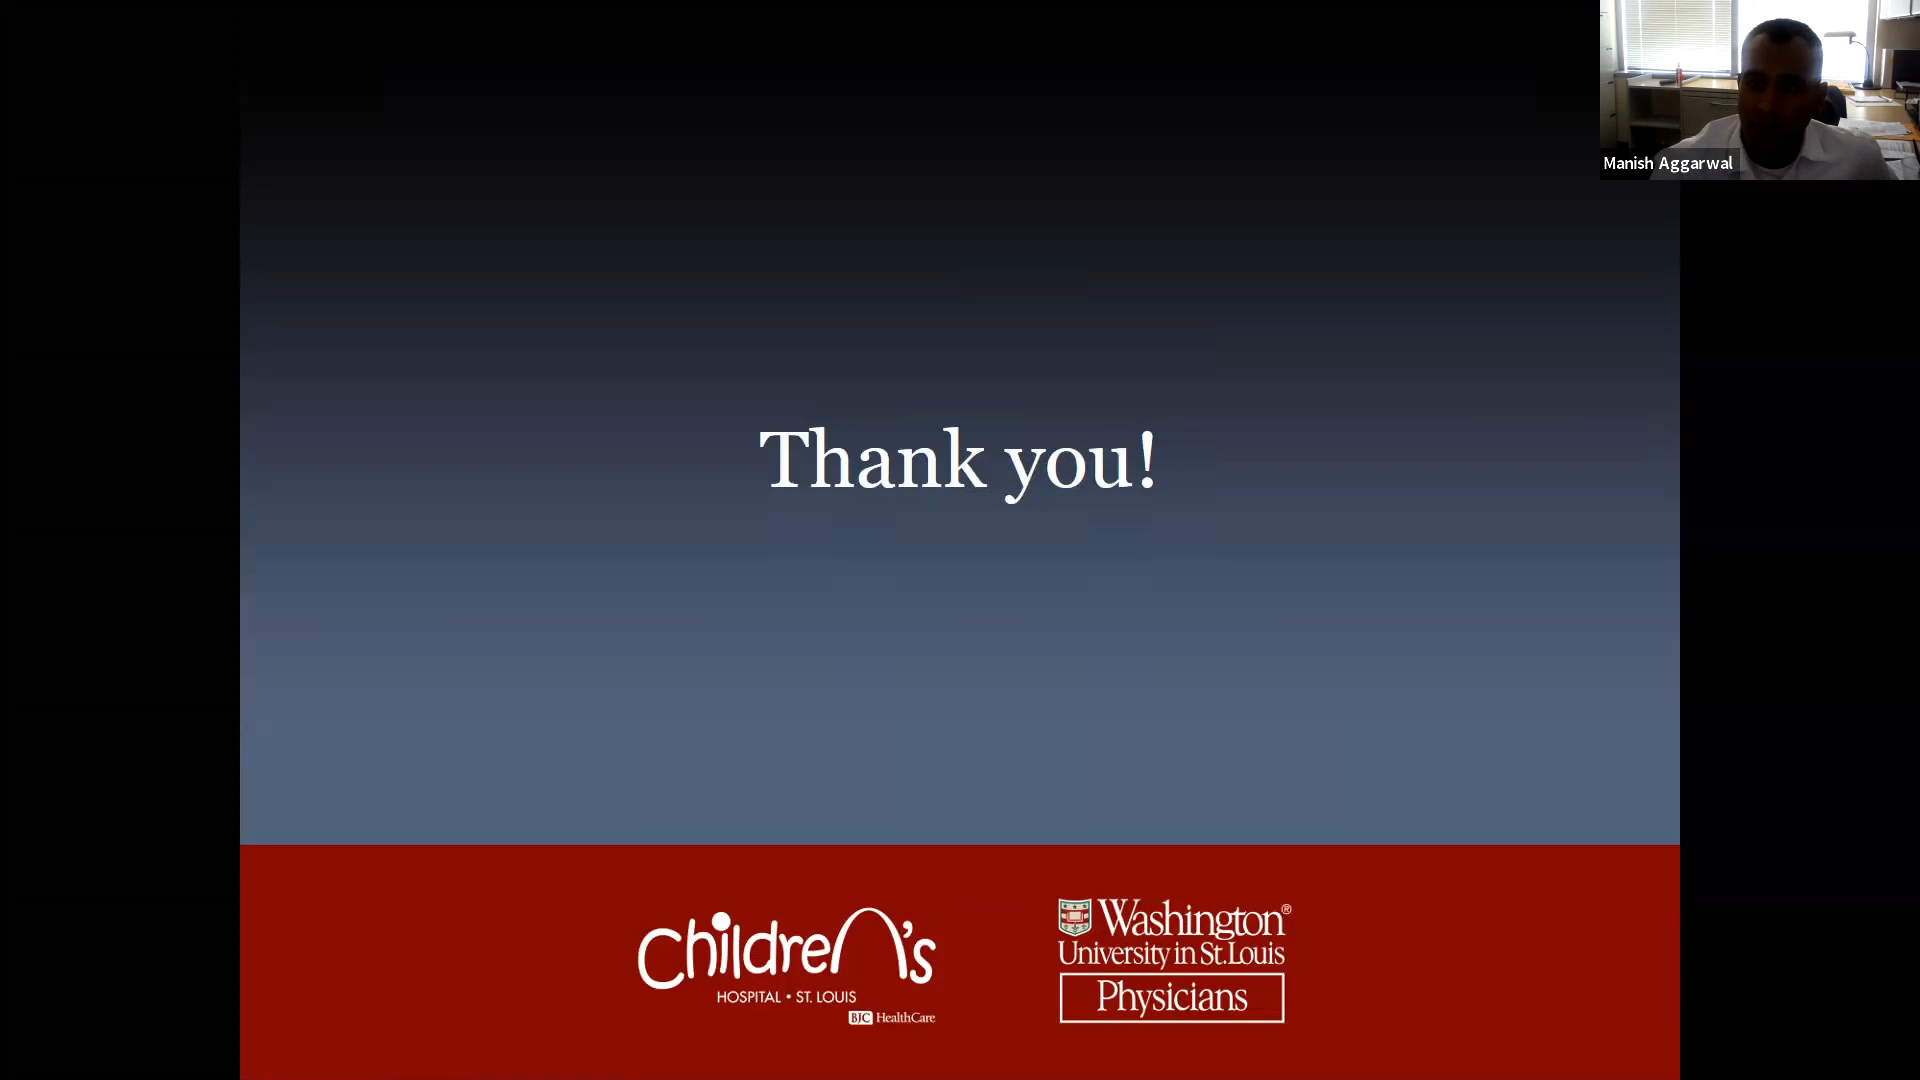 Manish Aggarwal
Thank you!
Children's
HOSPITAL • ST. LOUIS
BJC HealthCare
Washington®
University in St. Louis
Physicians